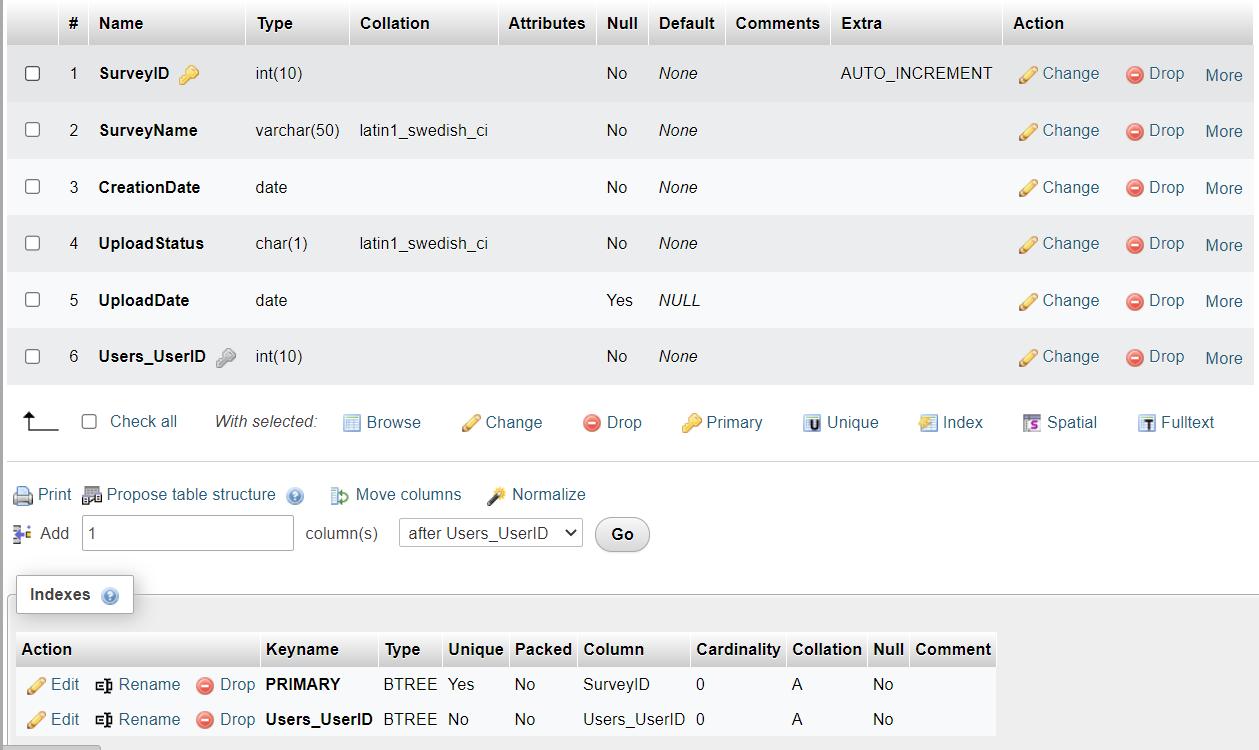 # Name Type Collation Attributes Null Default Comments Extra Action
1 SurveyID int(10) No None AUTO_INCREMENT Change Drop More
2 SurveyName varchar(50) latin1_swedish_ci No None Change Drop More
3 CreationDate date No None Change Drop More
4 UploadStatus char(1) latin1_swedish_ci No None Change Drop More
5 UploadDate date Yes NULL Change Drop More
6 Users_UserID int(10) No None Change Drop More
Check all With selected: Browse Change Drop Primary U Unique Index S Spatial T Fulltext
Print Propose table structure ? Move columns Normalize
Add 1 column(s) after Users_UserID Go
Indexes ?
Action Keyname Type Unique Packed Column Cardinality Collation Null Comment
Edit Rename Drop PRIMARY BTREE Yes No SurveyID 0 A No
Edit Rename Drop Users_UserID BTREE No No Users_UserID 0 A No